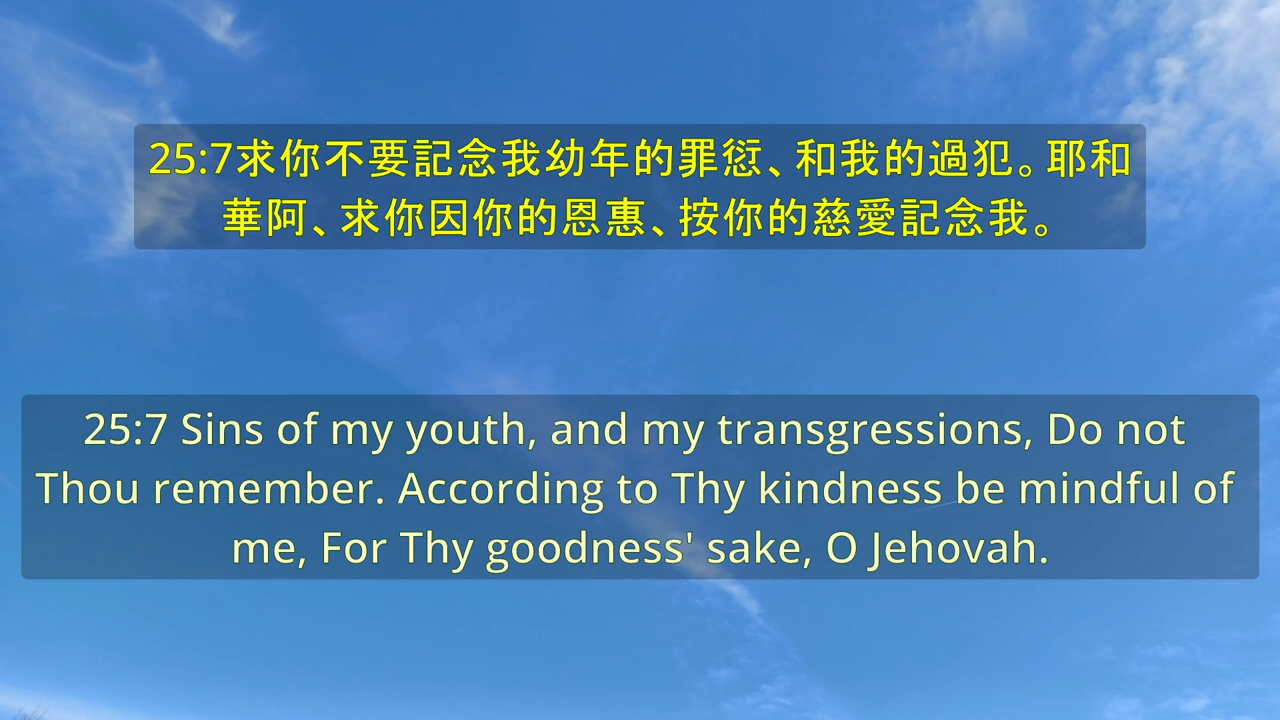 25:7求你不要記念我幼年的罪愆、和我的過犯。耶和
華阿、求你因你的恩惠、按你的慈愛記念我。
25:7 Sins of my youth, and my transgressions, Do not
Thou remember. According to Thy kindness be mindful of
me, For Thy goodness' sake, O Jehovah.